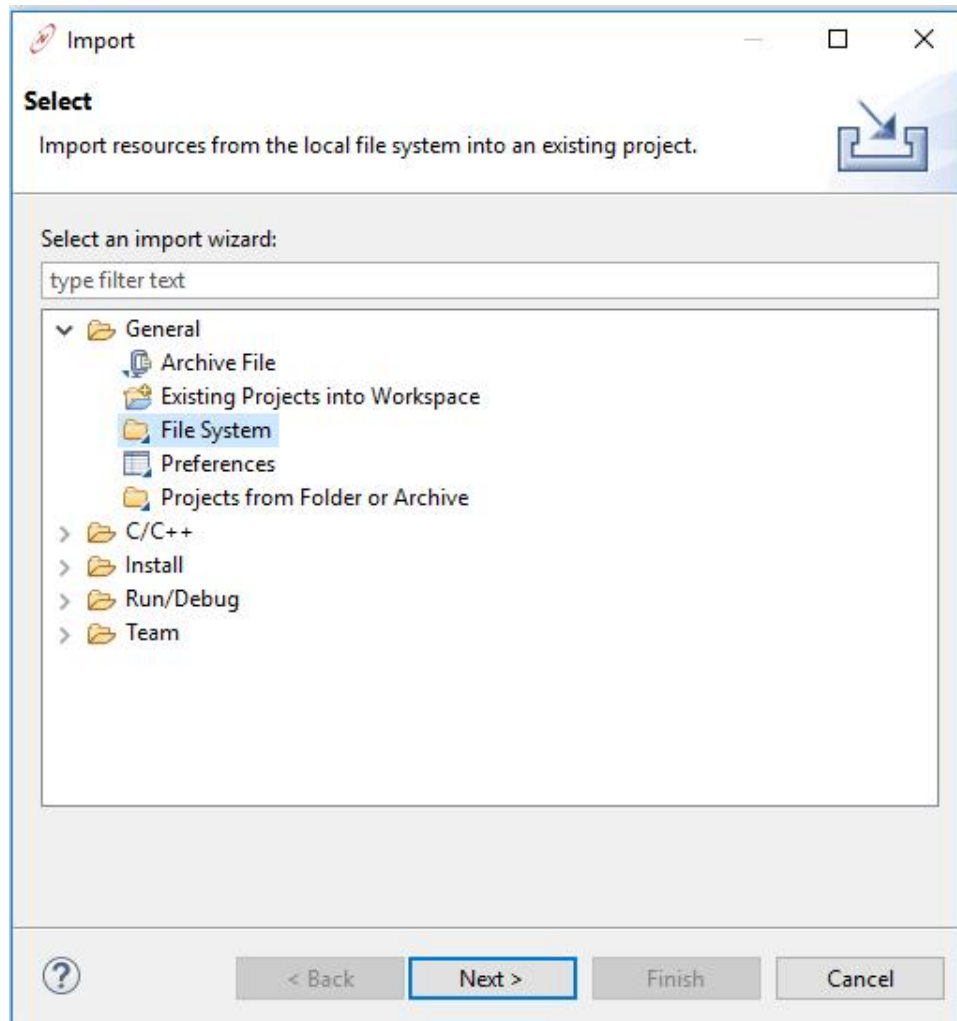 Import
Select
Import resources from the local file system into an existing project.
Select an import wizard:
type filter text
General
Archive File
Existing Projects into Workspace
File System
Preferences
Projects from Folder or Archive
C/C++
Install
Run/Debug
Team
?
< Back Next > Finish Cancel